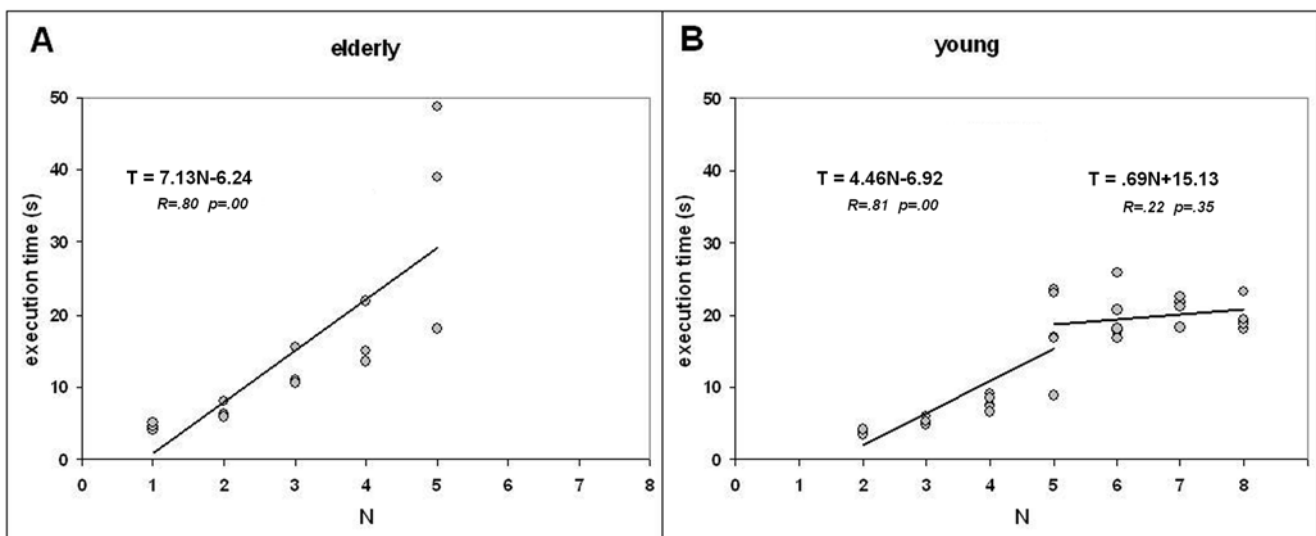 A
elderly
50
40
30
20
10
0
execution time (s)
T = 7.13N-6.24
R=.80 p=.00
0 1 2 3 4 5 6 7 8
N
B
young
50
40
30
20
10
0
execution time (s)
T = 4.46N-6.92
R=.81 p=.00
T = .69N+15.13
R=.22 p=.35
0 1 2 3 4 5 6 7 8
N